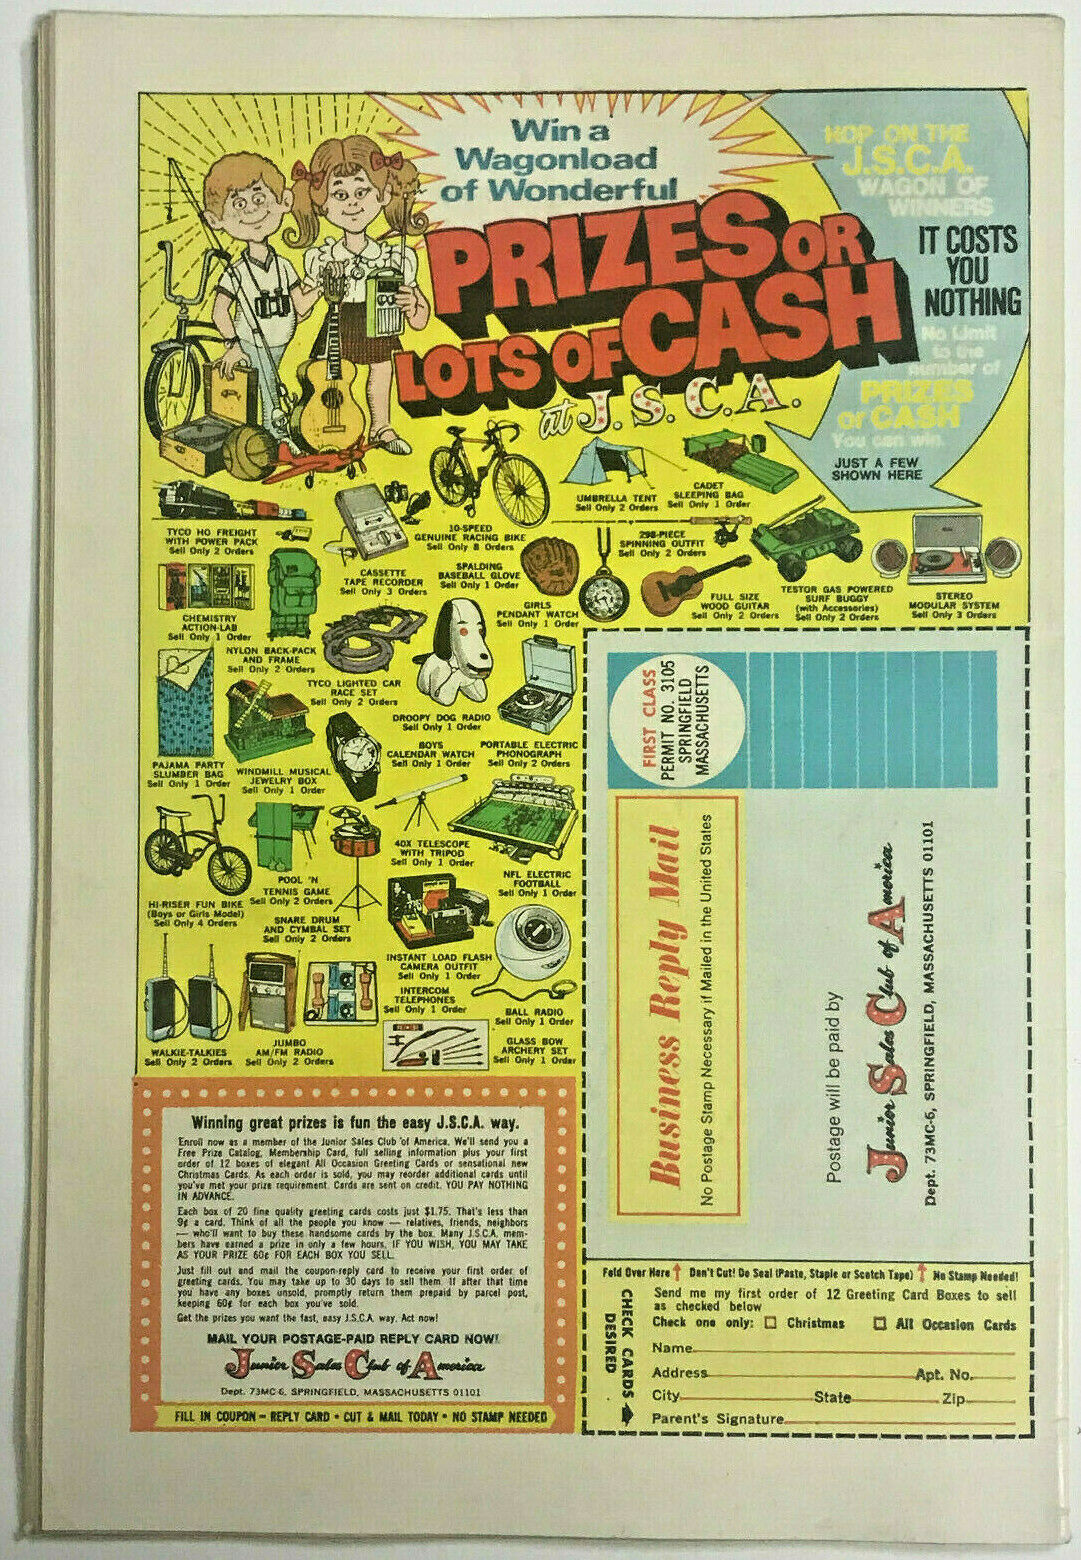 Win a
Wagonload
of Wonderful
PRIZES OR
LOTS OF CASH
at J.S.C.A.
HOP ON THE
J.S.C.A.
WAGON OF
WINNERS
IT COSTS
YOU
NOTHING
No Limit
to the
number of
PRIZES
or CASH
You can win.
JUST A FEW
SHOWN HERE
TYCO HO FREIGHT
WITH POWER PACK
Sell Only 2 Orders
CASSETTE
TAPE RECORDER
Sell Only 3 Orders
10-SPEED
GENUINE RACING BIKE
Sell Only 8 Orders
UMBRELLA TENT
Sell Only 2 Orders
CADET
SLEEPING BAG
Sell Only 1 Order
298-PIECE
SPINNING OUTFIT
Sell Only 2 Orders
SPALDING
BASEBALL GLOVE
Sell Only 1 Order
GIRLS
PENDANT WATCH
Sell Only 1 Order
FULL SIZE
WOOD GUITAR
Sell Only 2 Orders
TESTOR GAS POWERED
SURF BUGGY
(with Accessories)
Sell Only 2 Orders
STEREO
MODULAR SYSTEM
Sell Only 3 Orders
CHEMISTRY
ACTION-LAB
Sell Only 1 Order
NYLON BACK-PACK
AND FRAME
Sell Only 2 Orders
TYCO LIGHTED CAR
RACE SET
Sell Only 2 Orders
DROOPY DOG RADIO
Sell Only 1 Order
PAJAMA PARTY
SLUMBER BAG
Sell Only 1 Order
WINDMILL MUSICAL
JEWELRY BOX
Sell Only 1 Order
BOYS
CALENDAR WATCH
Sell Only 1 Order
PORTABLE ELECTRIC
PHONOGRAPH
Sell Only 2 Orders
40X TELESCOPE
WITH TRIPOD
Sell Only 1 Order
NFL ELECTRIC
FOOTBALL
Sell Only 1 Order
HI-RISER FUN BIKE
(Boys or Girls Model)
Sell Only 4 Orders
POOL 'N
TENNIS GAME
Sell Only 2 Orders
SNARE DRUM
AND CYMBAL SET
Sell Only 2 Orders
INSTANT LOAD FLASH
CAMERA OUTFIT
Sell Only 1 Order
INTERCOM
TELEPHONES
Sell Only 1 Order
BALL RADIO
Sell Only 1 Order
WALKIE-TALKIES
Sell Only 2 Orders
JUMBO
AM/FM RADIO
Sell Only 2 Orders
GLASS BOW
ARCHERY SET
Sell Only 1 Order
FIRST CLASS
PERMIT NO. 3105
SPRINGFIELD
MASSACHUSETTS
Business Reply Mail
No Postage Stamp Necessary if Mailed in the United States
Postage will be paid by
Junior Sales Club of America
Dept. 73MC-6, SPRINGFIELD, MASSACHUSETTS 01101
Winning great prizes is fun the easy J.S.C.A. way.
Enroll now as a member of the Junior Sales Club of America. We'll send you a
Free Prize Catalog, Membership Card, full selling information plus your first
order of 12 boxes of elegant All Occasion Greeting Cards or sensational new
Christmas Cards. As each order is sold, you may reorder additional cards until
you've met your prize requirement. Cards are sent on credit. YOU PAY NOTHING
IN ADVANCE.
Each box of 20 fine quality greeting cards costs just $1.75. That's less than
9¢ a card. Think of all the people you know — relatives, friends, neighbors
— who'll want to buy these handsome cards by the box. Many J.S.C.A. mem-
bers have earned a prize in only a few hours. IF YOU WISH, YOU MAY TAKE
AS YOUR PRIZE 60¢ FOR EACH BOX YOU SELL.
Just fill out and mail the coupon-reply card to receive your first order of
greeting cards. You may take up to 30 days to sell them. If after that time
you have any boxes unsold, promptly return them prepaid by parcel post,
keeping 60¢ for each box you've sold.
Get the prizes you want the fast, easy J.S.C.A. way. Act now!
MAIL YOUR POSTAGE-PAID REPLY CARD NOW!
Junior Sales Club of America
Dept. 73MC-6, SPRINGFIELD, MASSACHUSETTS 01101
FILL IN COUPON - REPLY CARD • CUT & MAIL TODAY • NO STAMP NEEDED
Fold Over Here Don't Cut! Do Seal (Paste, Staple or Scotch Tape) No Stamp Needed!
CHECK CARDS
DESIRED
Send me my first order of 12 Greeting Card Boxes to sell
as checked below
Check one only: Christmas All Occasion Cards
Name
Address Apt. No.
City State Zip
Parent's Signature